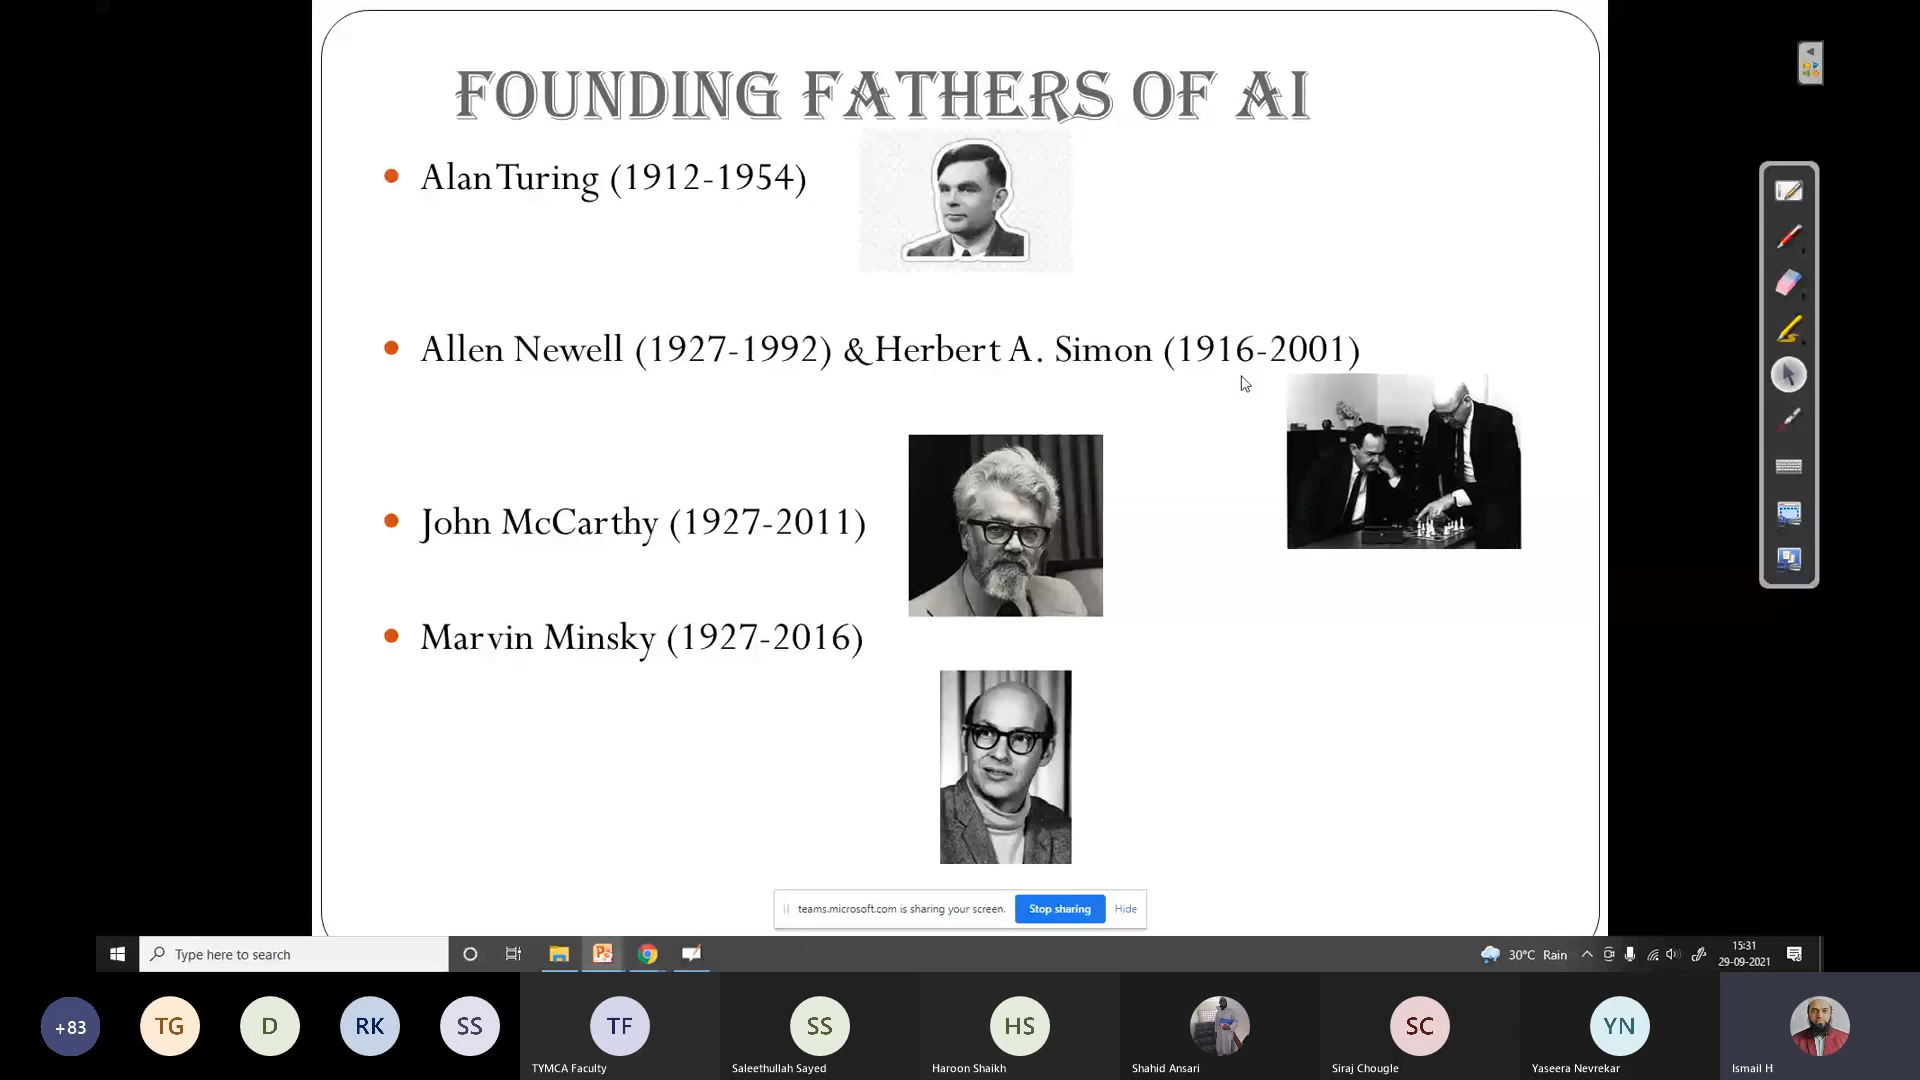 FOUNDING FATHERS OF AI
Alan Turing (1912-1954)
Allen Newell (1927-1992) & Herbert A. Simon (1916-2001)
John McCarthy (1927-2011)
Marvin Minsky (1927-2016)
teams.microsoft.com is sharing your screen. Stop sharing Hide
Type here to search
30°C Rain
15:31
29-09-2021
+83 TG D RK SS TF SS HS SC YN
TYMCA Faculty Saleethullah Sayed Haroon Shaikh Shahid Ansari Siraj Chougle Yaseera Nevrekar Ismail H